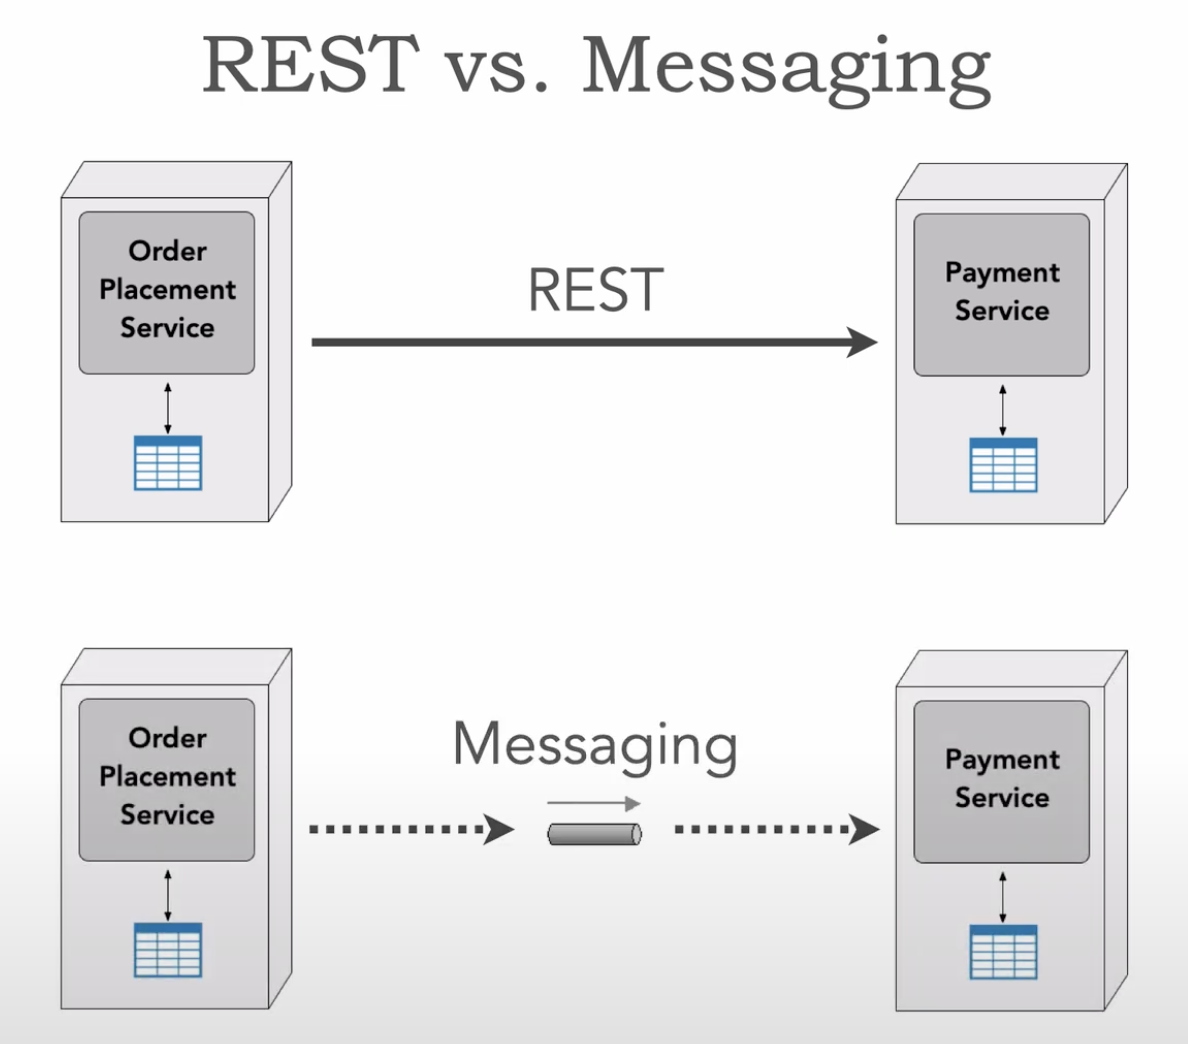 REST vs. Messaging
Order
Placement
Service
REST
Payment
Service
Order
Placement
Service
Messaging
Payment
Service